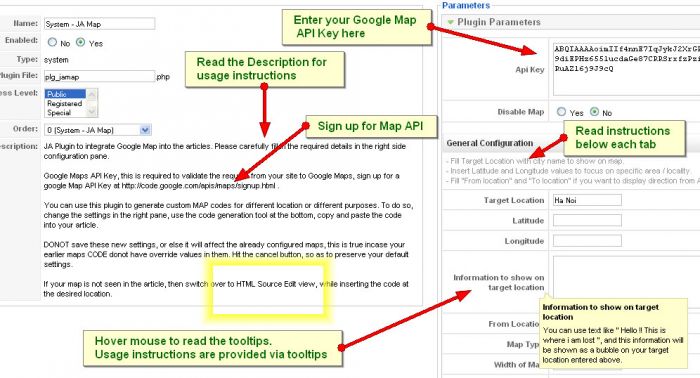 Name: System - JA Map
Enabled: No Yes
Type: system
Plugin File: plg_jamap .php
ess Level: Public
Registered
Special
Order: 0 (System - JA Map)
escription: JA Plugin to integrate Google Map into the articles. Please carefully fill in the required details in the right side
configuration pane.
Google Maps API Key, this is required to validate the request from your site to Google Maps, sign up for a
google Map API Key at http://code.google.com/apis/maps/signup.html .
You can use this plugin to generate custom MAP codes for different location or different purposes. To do so,
change the settings in the right pane, use the code generation tool at the bottom, copy and paste the code
into your article.
DONOT save these new settings, or else it will affect the already configured maps, this is true incase your
earlier maps CODE donot have override values in them. Hit the cancel button, so as to preserve your default
settings.
If your map is not seen in the article, then switch over to HTML Source Edit view, while inserting the code at
the desired location.
Enter your Google Map
API Key here
Read the Description for
usage instructions
Sign up for Map API
Read instructions
below each tab
Hover mouse to read the tooltips.
Usage instructions are provided via tooltips
Parameters
Plugin Parameters
Api Key
Disable Map Yes No
General Configuration
- Fill Target Location with city name to show on map.
- Insert Latitude and Longitude values to focus on specific area / locality.
- Fill "From location" and "To location" if you want to display direction from A
Target Location Ha Noi
Latitude
Longitude
Information to show on
target location
From Location
Map Typ
Width of Ma
Information to show on target
location
You can use text like " Hello !! This is
where i am lost ", and this information
will be shown as a bubble on your target
location entered above.